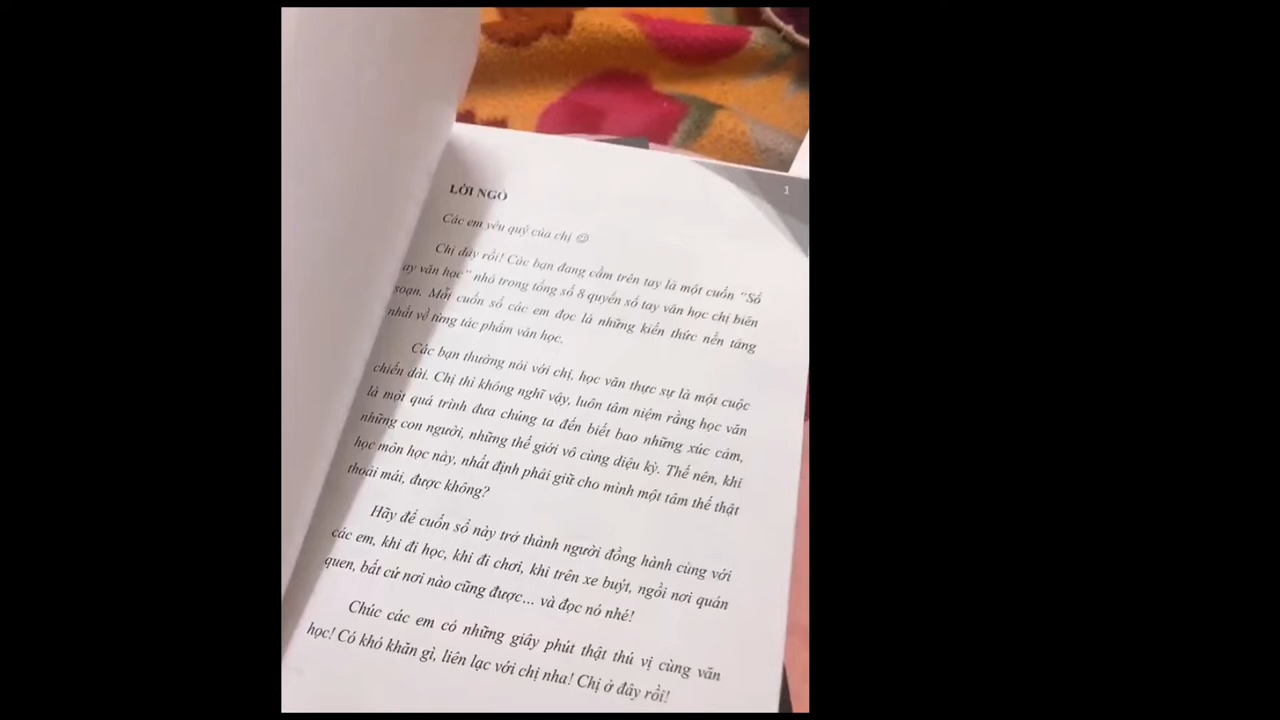 1
LỜI NGỎ
Các em yêu quý của chị ☺
Chị đây rồi! Các bạn đang cầm trên tay là một cuốn “Sổ
ay văn học” nhỏ trong tổng số 8 quyển sổ tay văn học chị biên
soạn. Mỗi cuốn sổ các em đọc là những kiến thức nền tảng
nhất về từng tác phẩm văn học.
Các bạn thường nói với chị, học văn thực sự là một cuộc
chiến dài. Chị thì không nghĩ vậy, luôn tâm niệm rằng học văn
là một quá trình đưa chúng ta đến biết bao những xúc cảm,
những con người, những thế giới vô cùng diệu kỳ. Thế nên, khi
học môn học này, nhất định phải giữ cho mình một tâm thế thật
thoải mái, được không?
Hãy để cuốn sổ này trở thành người đồng hành cùng với
các em, khi đi học, khi đi chơi, khi trên xe buýt, ngồi nơi quán
quen, bất cứ nơi nào cũng được... và đọc nó nhé!
Chúc các em có những giây phút thật thú vị cùng văn
học! Có khó khăn gì, liên lạc với chị nha! Chị ở đây rồi!